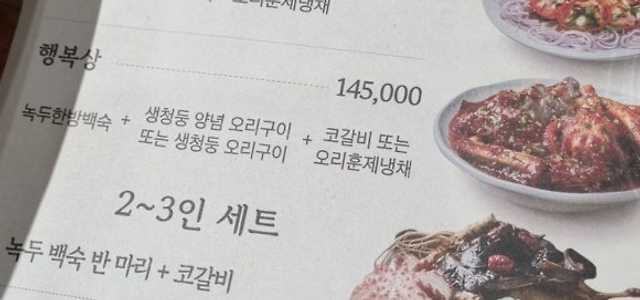 + 오리훈제냉채
행복상 145,000
녹두한방백숙 + 생청둥 양념 오리구이 또는 생청둥 오리구이 + 코갈비 또는 오리훈제냉채
2~3인 세트
녹두 백숙 반 마리 + 코갈비